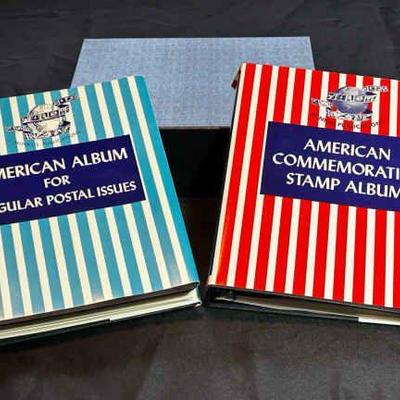 AMERICAN ALBUM
FOR
REGULAR POSTAL ISSUES
AMERICAN
COMMEMORATIVE
STAMP ALBUM